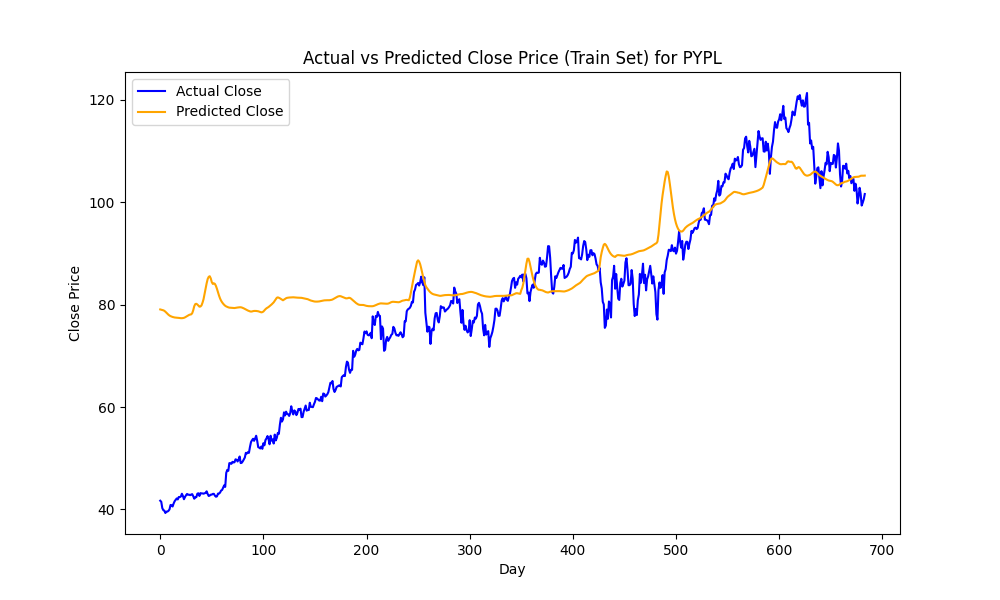 Actual vs Predicted Close Price (Train Set) for PYPL
Actual Close
Predicted Close
Close Price
120
100
80
60
40
0 100 200 300 400 500 600 700
Day